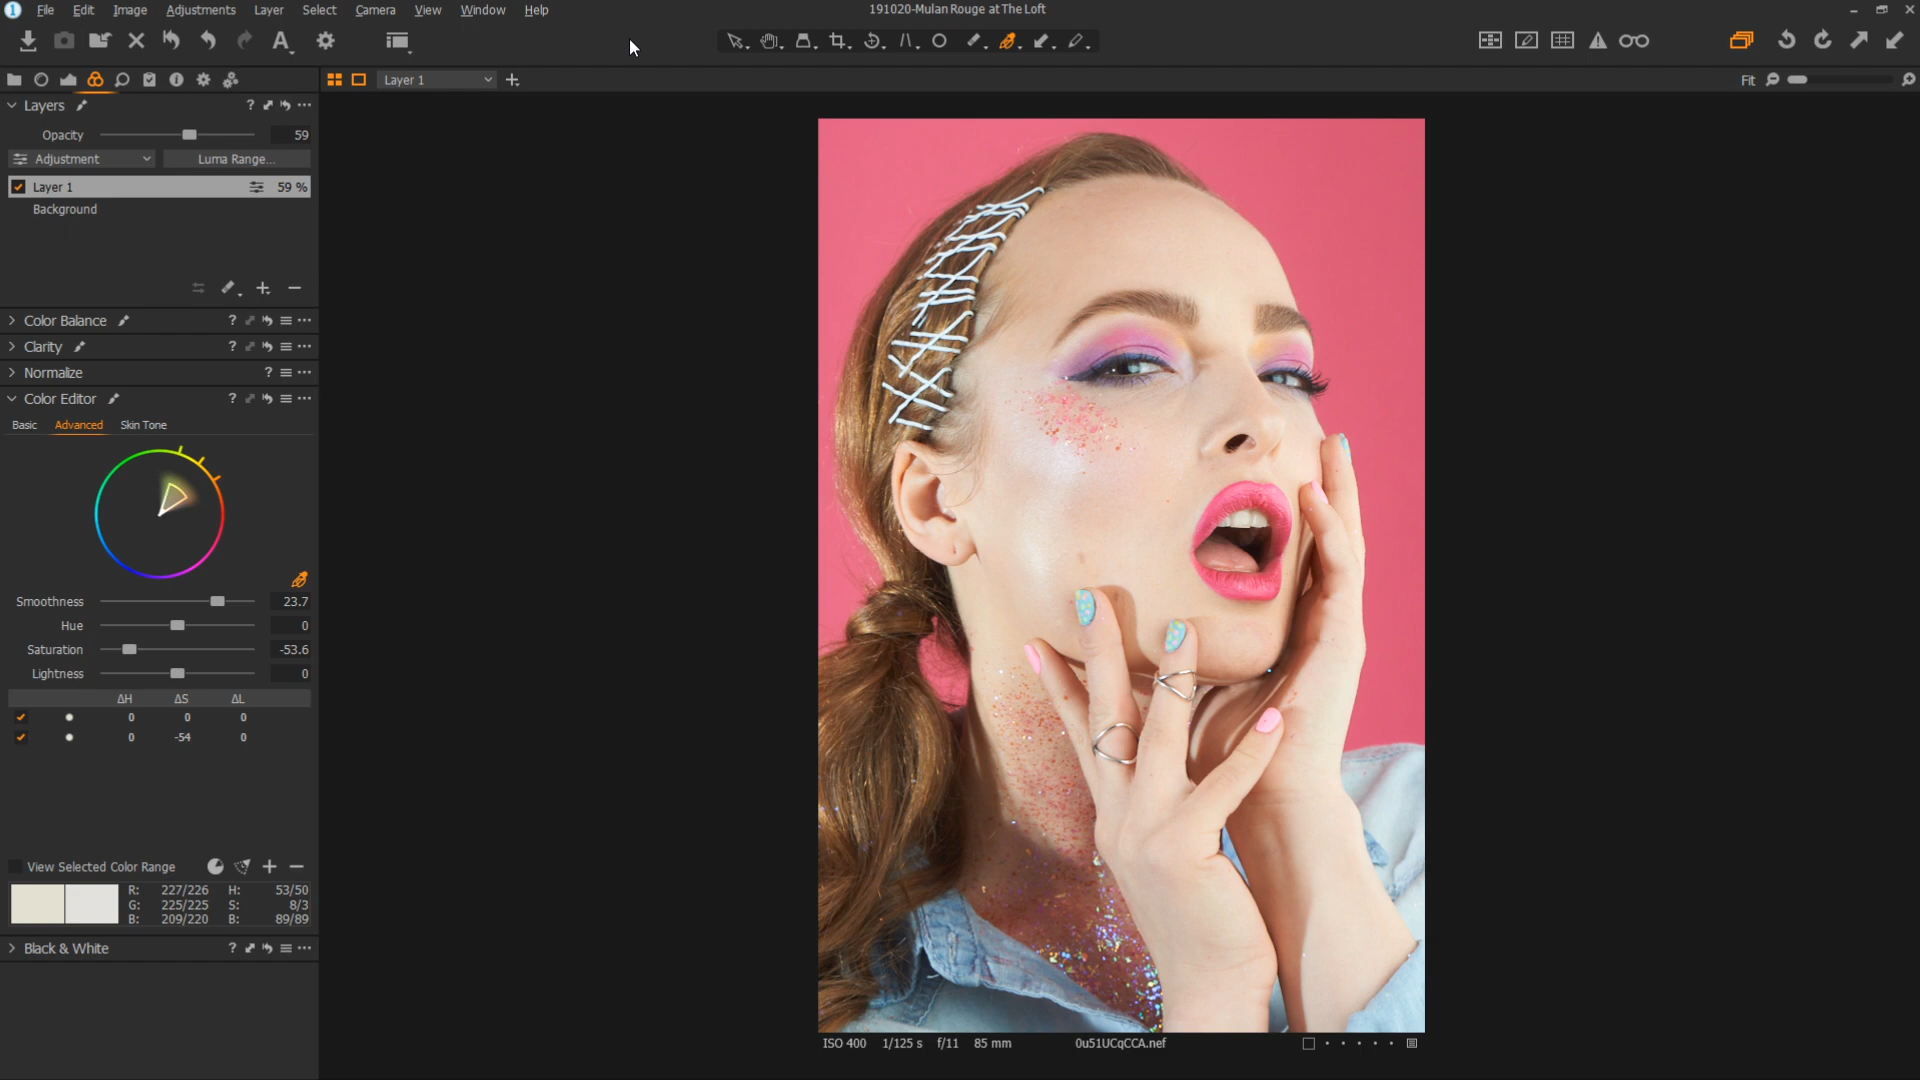 File Edit Image Adjustments Layer Select Camera View Window Help
191020-Mulan Rouge at The Loft
Layer 1
Fit
Layers
?
Opacity 59
Adjustment Luma Range...
Layer 1 59 %
Background
Color Balance ?
Clarity ?
Normalize ?
Color Editor ?
Basic Advanced Skin Tone
Smoothness 23.7
Hue 0
Saturation -53.6
Lightness 0
ΔH ΔS ΔL
0 0 0
0 -54 0
View Selected Color Range
R: 227/226 H: 53/50
G: 225/225 S: 8/3
B: 209/220 B: 89/89
Black & White ?
ISO 400 1/125 s f/11 85 mm 0u51UCqCCA.nef